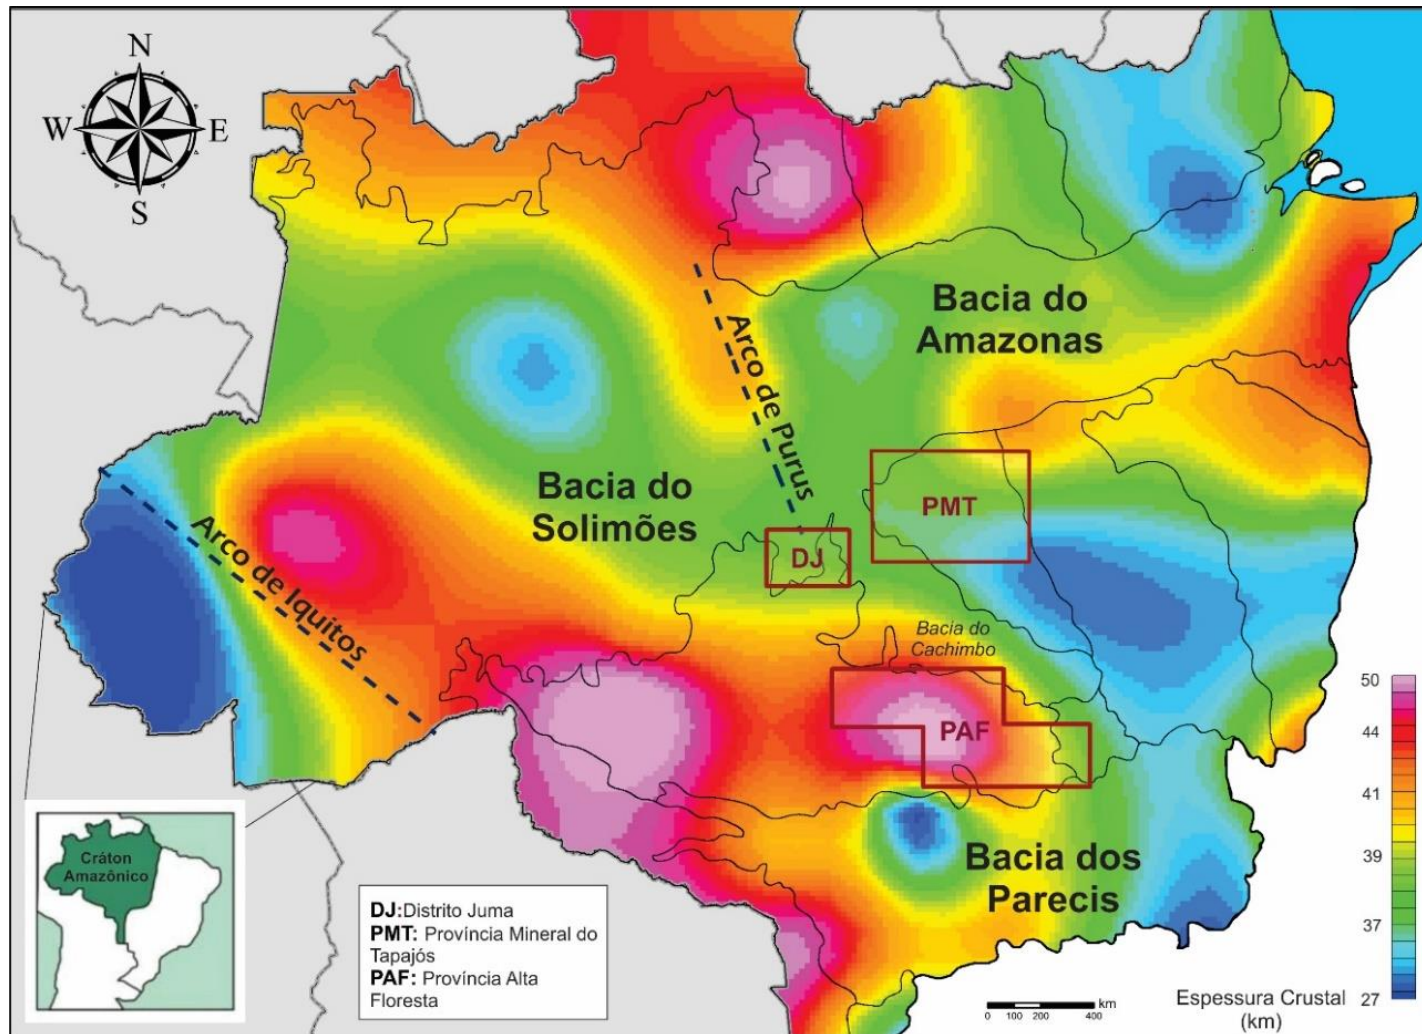 N
W
E
S
Bacia do
Amazonas
Arco de Purus
Bacia do
Solimões
PMT
DJ
Arco de Iquitos
Bacia do
Cachimbo
PAF
Bacia dos
Parecis
Cráton
Amazônico
DJ:Distrito Juma
PMT: Província Mineral do
Tapajós
PAF: Província Alta
Floresta
km
0 100 200 400
50
44
41
39
37
27
Espessura Crustal
(km)